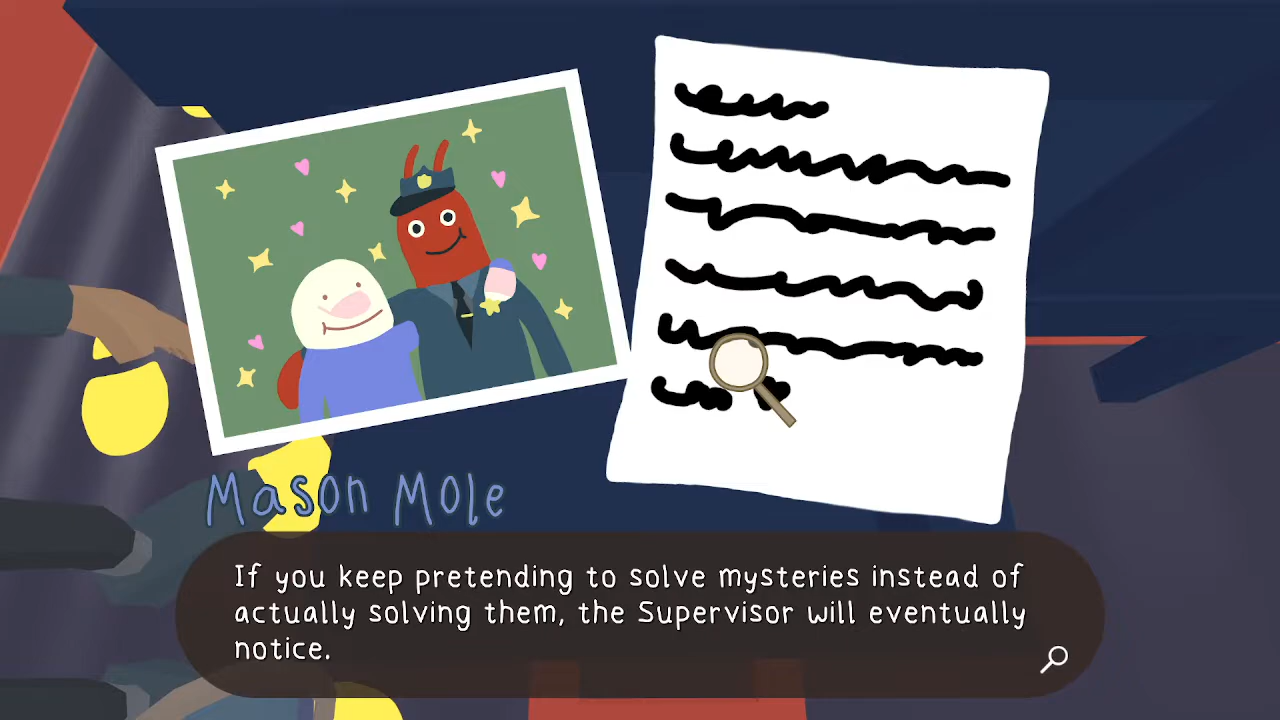 Mason Mole
If you keep pretending to solve mysteries instead of
actually solving them, the Supervisor will eventually
notice.